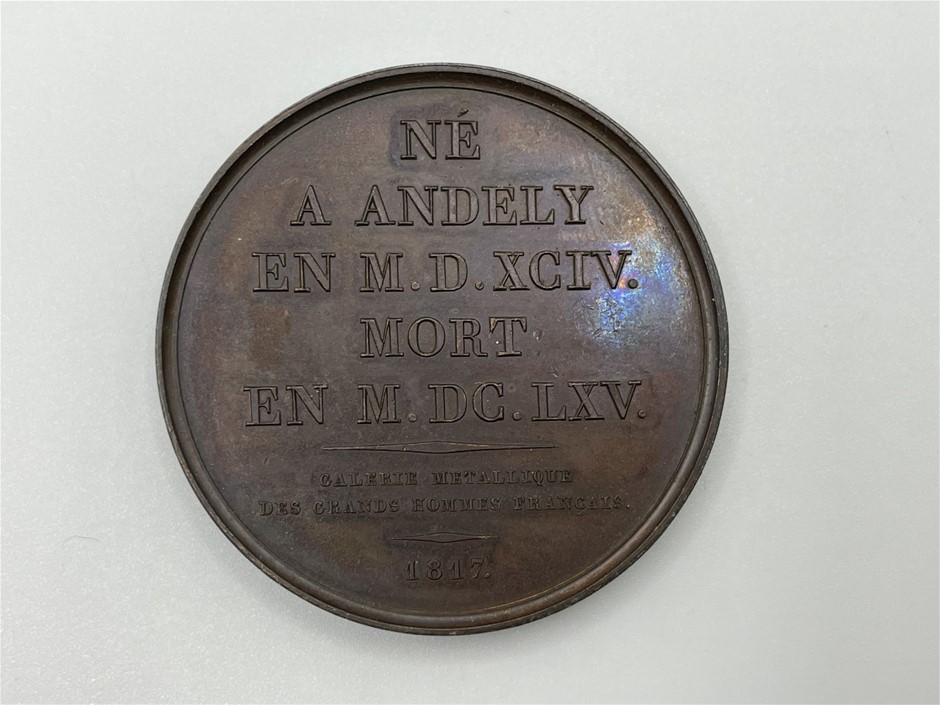 NÉ
A ANDELY
EN M.D.XCIV.
MORT
EN M.DC.LXV.
GALERIE METALLIQUE
DES GRANDS HOMMES FRANÇAIS.
1817.